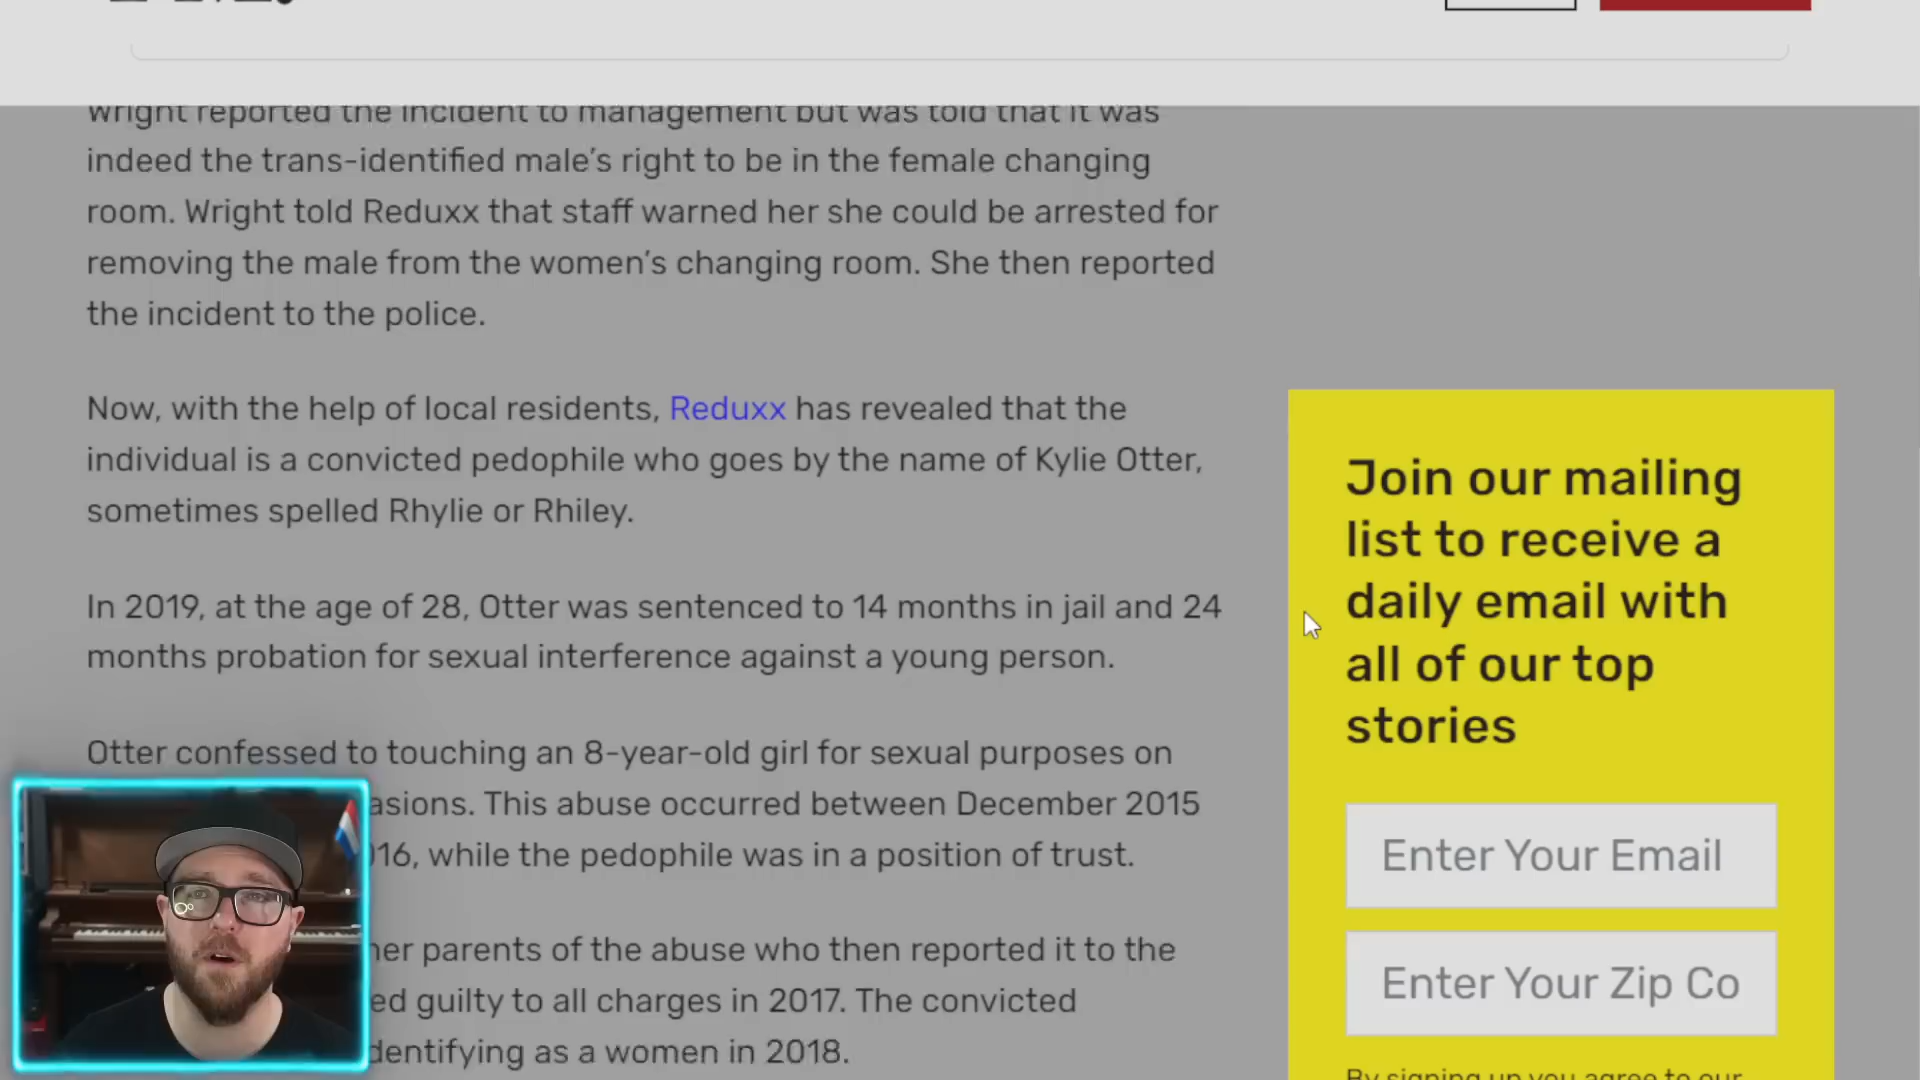 Wright reported the incident to management but was told that it was
indeed the trans-identified male’s right to be in the female changing
room. Wright told Reduxx that staff warned her she could be arrested for
removing the male from the women’s changing room. She then reported
the incident to the police.
Now, with the help of local residents, Reduxx has revealed that the
individual is a convicted pedophile who goes by the name of Kylie Otter,
sometimes spelled Rhylie or Rhiley.
In 2019, at the age of 28, Otter was sentenced to 14 months in jail and 24
months probation for sexual interference against a young person.
Otter confessed to touching an 8-year-old girl for sexual purposes on
asions. This abuse occurred between December 2015
16, while the pedophile was in a position of trust.
her parents of the abuse who then reported it to the
ed guilty to all charges in 2017. The convicted
dentifying as a women in 2018.
Join our mailing
list to receive a
daily email with
all of our top
stories
Enter Your Email
Enter Your Zip Co
By signing up you agree to our